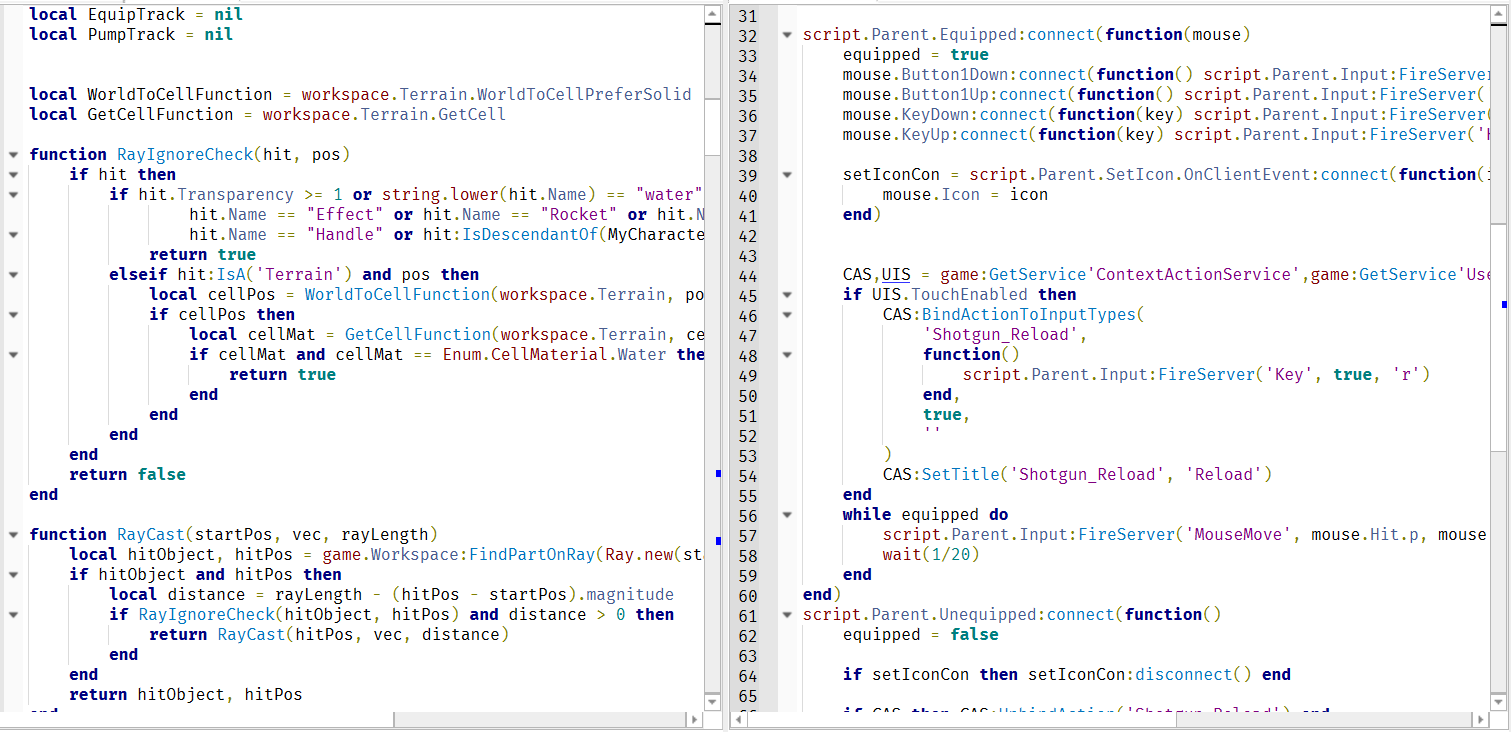 local EquipTrack = nil
local PumpTrack = nil
local WorldToCellFunction = workspace.Terrain.WorldToCellPreferSolid
local GetCellFunction = workspace.Terrain.GetCell
function RayIgnoreCheck(hit, pos)
if hit then
if hit.Transparency >= 1 or string.lower(hit.Name) == "water"
hit.Name == "Effect" or hit.Name == "Rocket" or hit.N
hit.Name == "Handle" or hit:IsDescendantOf(MyCharacte
return true
elseif hit:IsA('Terrain') and pos then
local cellPos = WorldToCellFunction(workspace.Terrain, po
if cellPos then
local cellMat = GetCellFunction(workspace.Terrain, ce
if cellMat and cellMat == Enum.CellMaterial.Water the
return true
end
end
end
end
return false
end
function RayCast(startPos, vec, rayLength)
local hitObject, hitPos = game.Workspace:FindPartOnRay(Ray.new(st
if hitObject and hitPos then
local distance = rayLength - (hitPos - startPos).magnitude
if RayIgnoreCheck(hitObject, hitPos) and distance > 0 then
return RayCast(hitPos, vec, distance)
end
end
return hitObject, hitPos
end
31
32 script.Parent.Equipped:connect(function(mouse)
33 equipped = true
34 mouse.Button1Down:connect(function() script.Parent.Input:FireServer
35 mouse.Button1Up:connect(function() script.Parent.Input:FireServer(
36 mouse.KeyDown:connect(function(key) script.Parent.Input:FireServer(
37 mouse.KeyUp:connect(function(key) script.Parent.Input:FireServer('K
38
39 setIconCon = script.Parent.SetIcon.OnClientEvent:connect(function(i
40 mouse.Icon = icon
41 end)
42
43
44 CAS,UIS = game:GetService'ContextActionService',game:GetService'Use
45 if UIS.TouchEnabled then
46 CAS:BindActionToInputTypes(
47 'Shotgun_Reload',
48 function()
49 script.Parent.Input:FireServer('Key', true, 'r')
50 end,
51 true,
52 ''
53 )
54 CAS:SetTitle('Shotgun_Reload', 'Reload')
55 end
56 while equipped do
57 script.Parent.Input:FireServer('MouseMove', mouse.Hit.p, mouse
58 wait(1/20)
59 end
60 end)
61 script.Parent.Unequipped:connect(function()
62 equipped = false
63
64 if setIconCon then setIconCon:disconnect() end
65
66 if CAS then CAS:UnbindAction('Shotgun_Reload') end